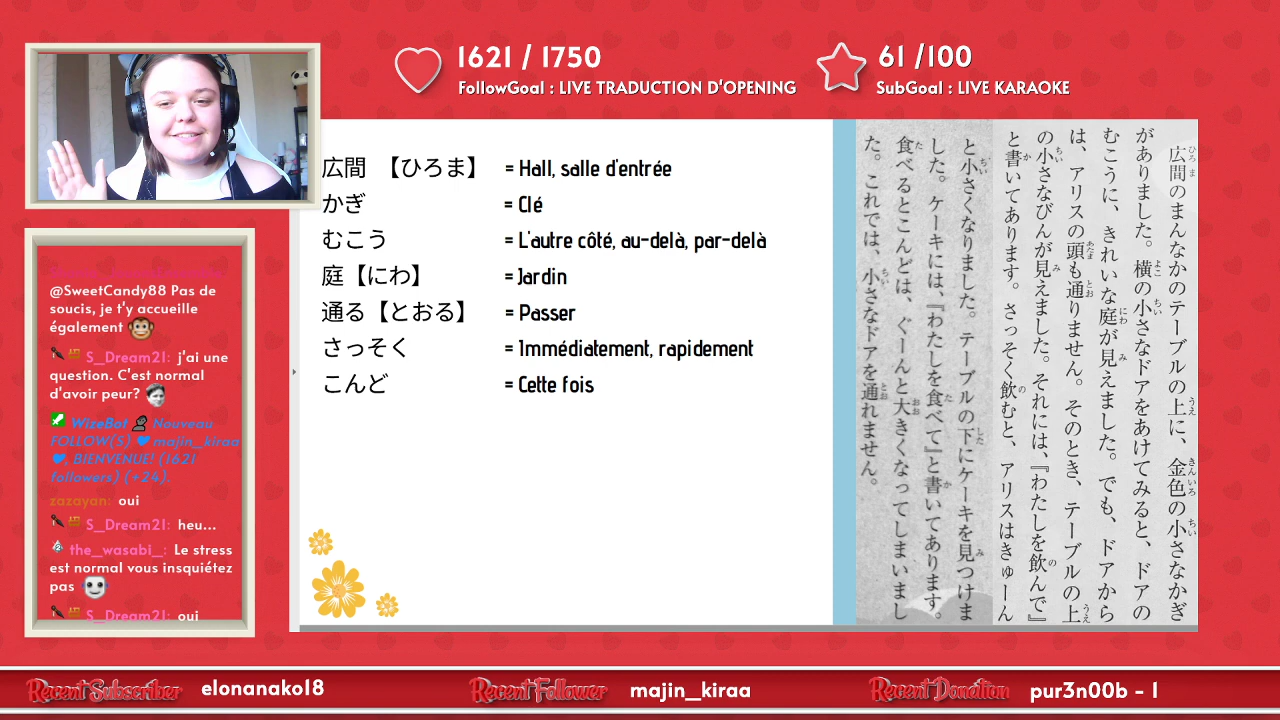 1621 / 1750
FollowGoal : LIVE TRADUCTION D'OPENING
61 /100
SubGoal : LIVE KARAOKE
広間 【ひろま】 = Hall, salle d'entrée
かぎ = Clé
むこう = L'autre côté, au-delà, par-delà
庭【にわ】 = Jardin
通る【とおる】 = Passer
さっそく = Immédiatement, rapidement
こんど = Cette fois
広間のまんなかのテーブルの上に、金色の小さなかぎ
がありました。横の小さなドアをあけてみると、ドアの
むこうに、きれいな庭が見えました。でも、ドアから
は、アリスの頭も通りません。そのとき、テーブルの上
の小さなびんが見えました。それには、『わたしを飲んで』
と書いてあります。さっそく飲むと、アリスはきゅーん
と小さくなりました。テーブルの下にケーキを見つけま
した。ケーキには、『わたしを食べて』と書いてあります。
食べるとこんどは、ぐーんと大きくなってしまいまし
た。これでは、小さなドアを通れません。
@SweetCandy88 Pas de
soucis, je t'y accueille
également
S_Dream21: j'ai une
question. C'est normal
d'avoir peur?
WizeBot Nouveau
FOLLOW(S) majin_kiraa
, BIENVENUE! (1621
followers) (+24).
zazayan: oui
S_Dream21: heu...
the_wasabi_: Le stress
est normal vous insquiétez
pas
S_Dream21: oui
Recent Subscriber elonanako18
Recent Follower majin_kiraa
Recent Donation pur3n00b - 1